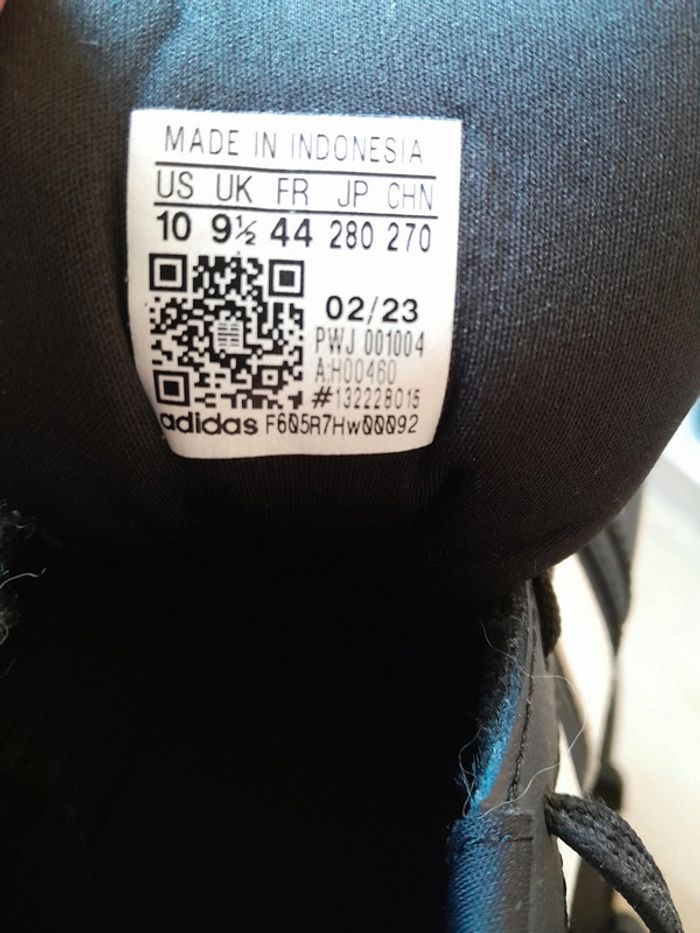 MADE IN INDONESIA
US UK FR JP CHN
10 9½ 44 280 270
02/23
PWJ 001004
A:H00460
#132228015
adidas F605R7Hw00092